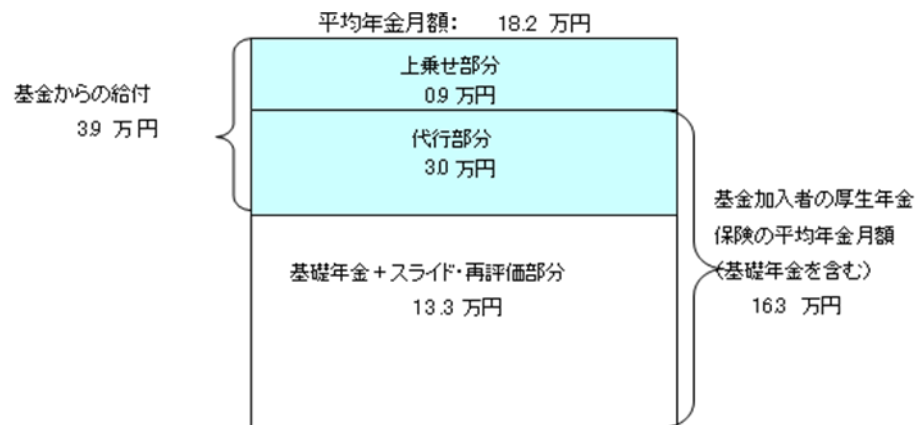 平均年金月額： 18.2 万円
上乗せ部分
0.9 万円
基金からの給付
3.9 万円
代行部分
3.0 万円
基金加入者の厚生年金
保険の平均年金月額
(基礎年金を含む)
16.3 万円
基礎年金＋スライド・再評価部分
13.3 万円